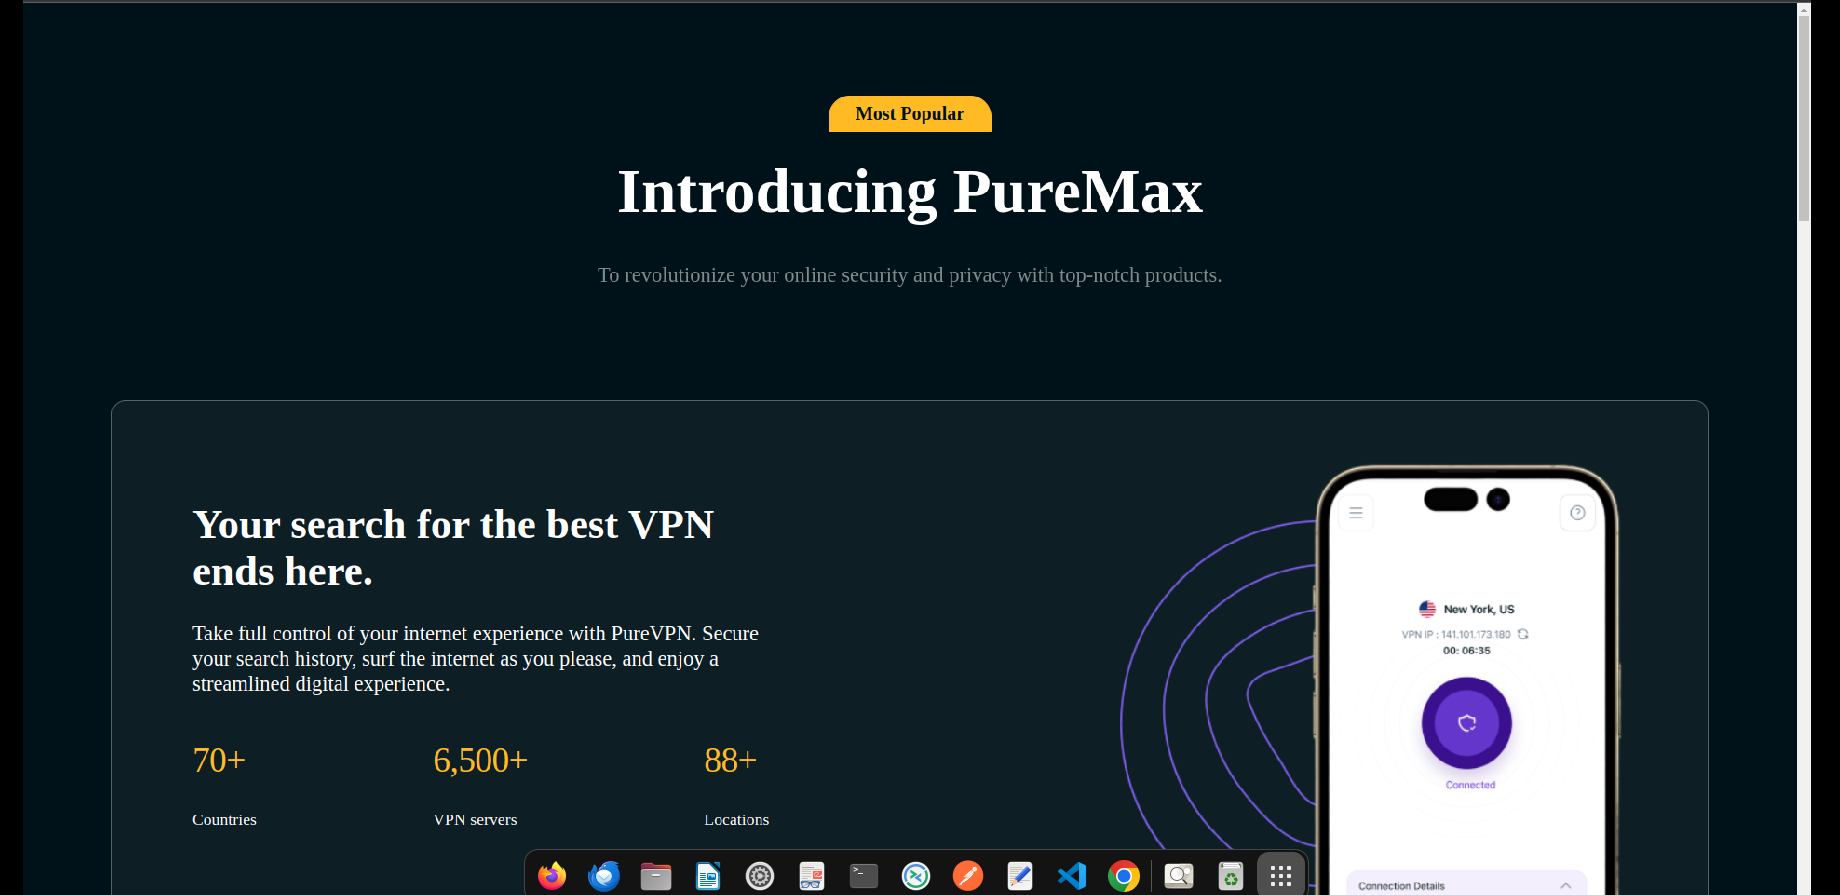 Most Popular
Introducing PureMax
To revolutionize your online security and privacy with top-notch products.
Your search for the best VPN
ends here.
Take full control of your internet experience with PureVPN. Secure
your search history, surf the internet as you please, and enjoy a
streamlined digital experience.
70+
6,500+
88+
Countries
VPN servers
Locations
New York, US
VPN IP : 141.101.173.180
00: 06:35
Connected
Connection Details